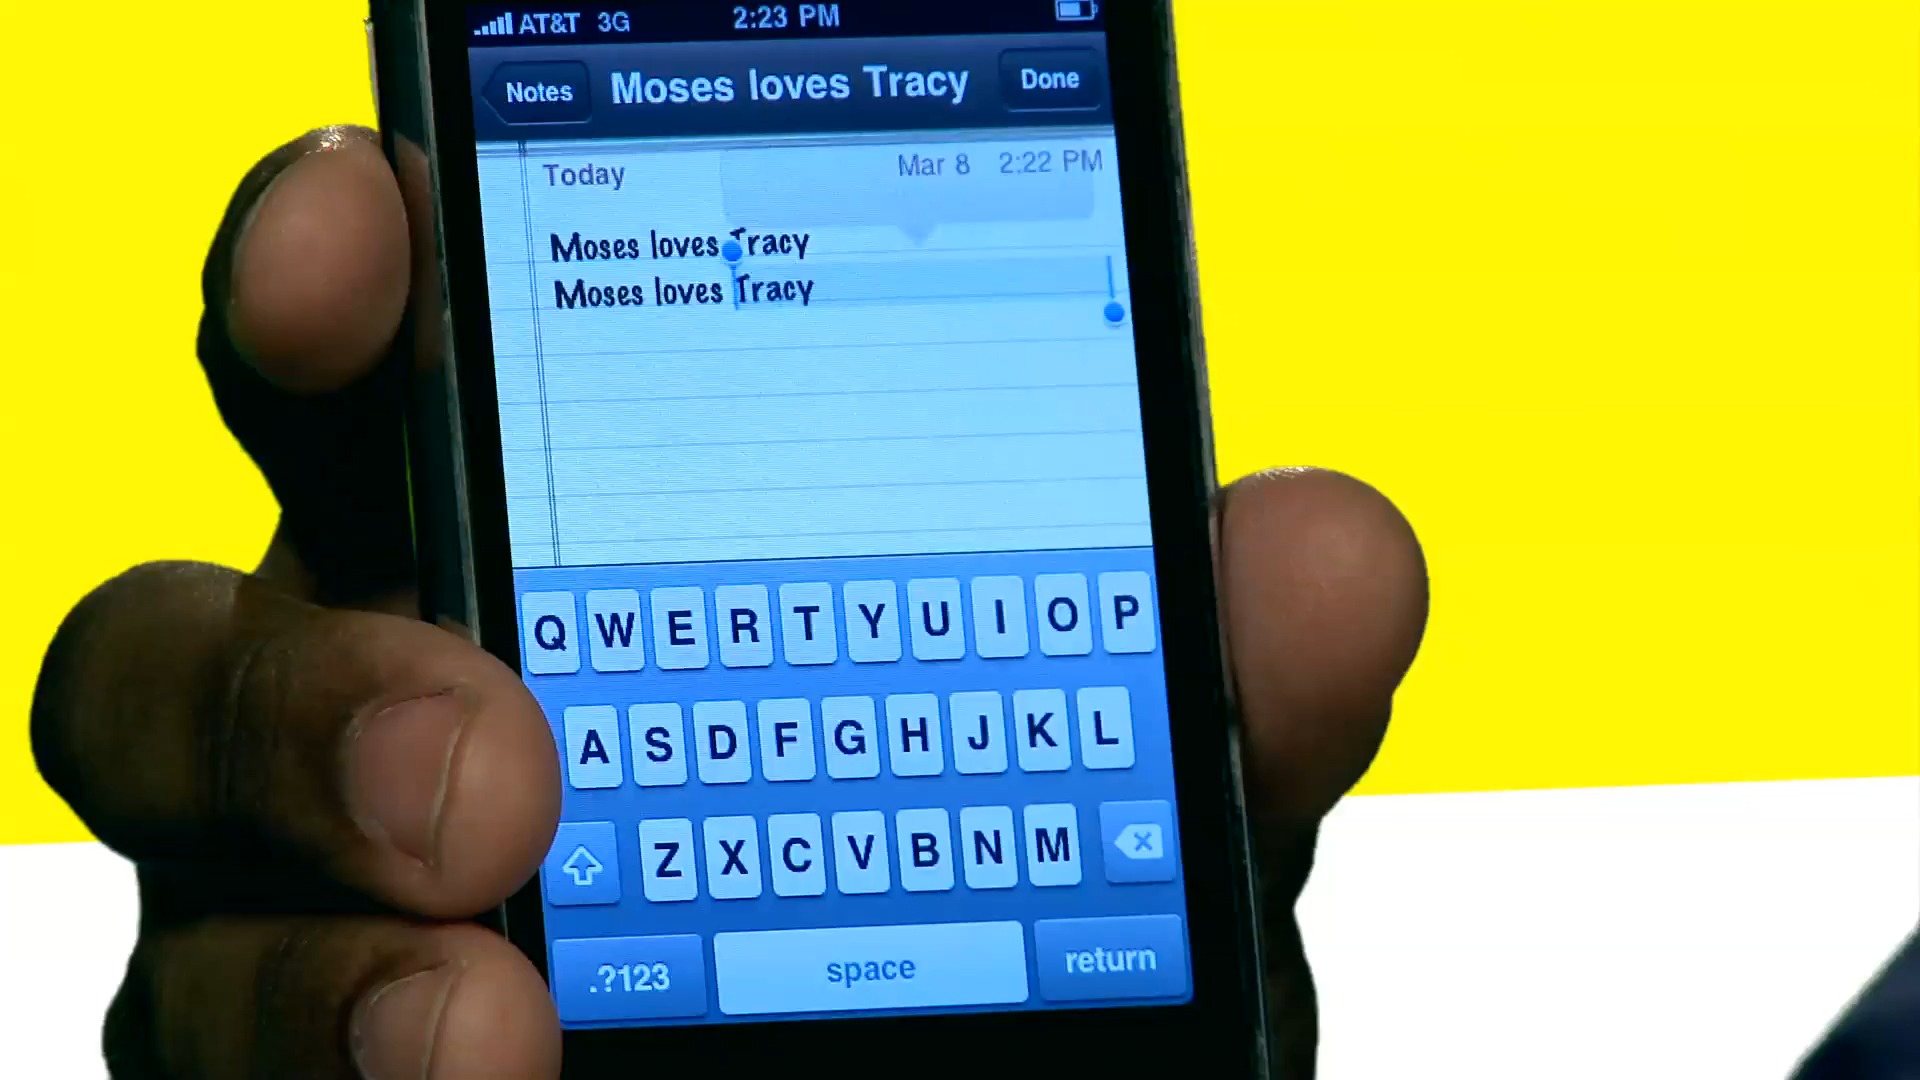 AT&T 3G 2:23 PM
Notes Moses loves Tracy Done
Today Mar 8 2:22 PM
Moses loves Tracy
Moses loves Tracy
Q W E R T Y U I O P
A S D F G H J K L
Z X C V B N M
.?123 space return